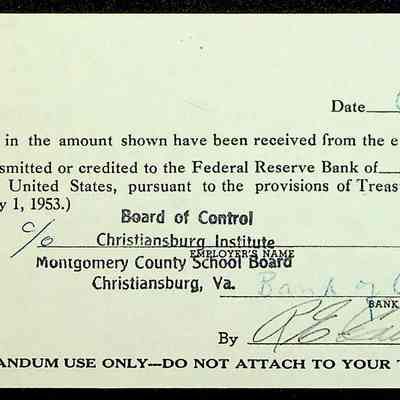 Date
in the amount shown have been received from the e
smitted or credited to the Federal Reserve Bank of
United States, pursuant to the provisions of Treas
y 1, 1953.)
Board of Control
c/o Christiansburg Institute
EMPLOYER'S NAME
Montgomery County School Board
Christiansburg, Va.
Bank of
BANK
By R E
ANDUM USE ONLY—DO NOT ATTACH TO YOUR T